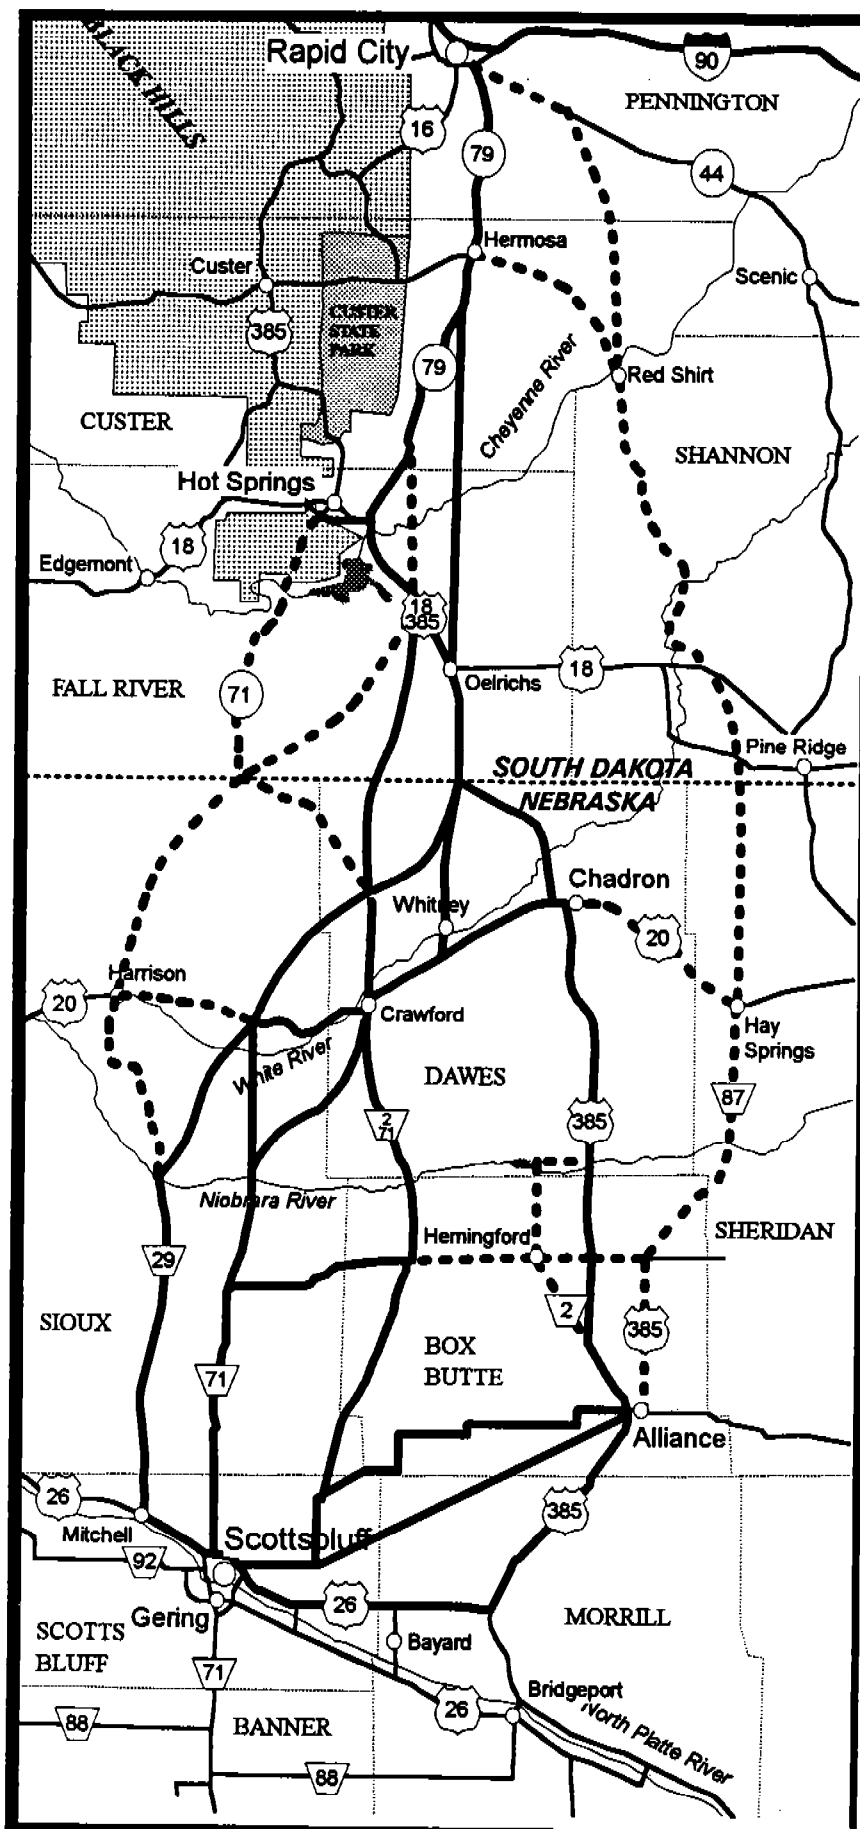 BLACK HILLS
Rapid City
90
PENNINGTON
16
79
44
Hermosa
Custer
Scenic
385
CUSTER
STATE
PARK
79
Cheyenne River
Red Shirt
CUSTER
SHANNON
Hot Springs
18
Edgemont
18
385
FALL RIVER
71
Oelrichs
18
Pine Ridge
SOUTH DAKOTA
NEBRASKA
Chadron
Whitney
20
Harrison
20
Crawford
Hay
Springs
White River
DAWES
87
2
71
385
Niobrara River
Hemingford
SHERIDAN
29
2
385
SIOUX
BOX
BUTTE
71
Alliance
26
385
Mitchell
Scottsbluff
92
26
Gering
MORRILL
SCOTTS
BLUFF
Bayard
71
Bridgeport
26
North Platte River
88
BANNER
88